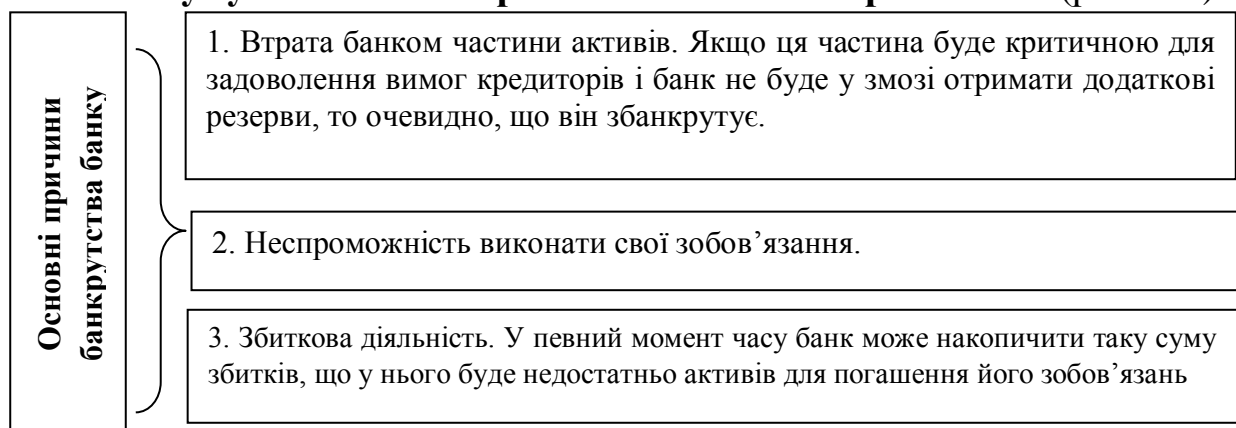 Основні причини
банкрутства банку
1. Втрата банком частини активів. Якщо ця частина буде критичною для
задоволення вимог кредиторів і банк не буде у змозі отримати додаткові
резерви, то очевидно, що він збанкрутує.
2. Неспроможність виконати свої зобов’язання.
3. Збиткова діяльність. У певний момент часу банк може накопичити таку суму
збитків, що у нього буде недостатньо активів для погашення його зобов’язань